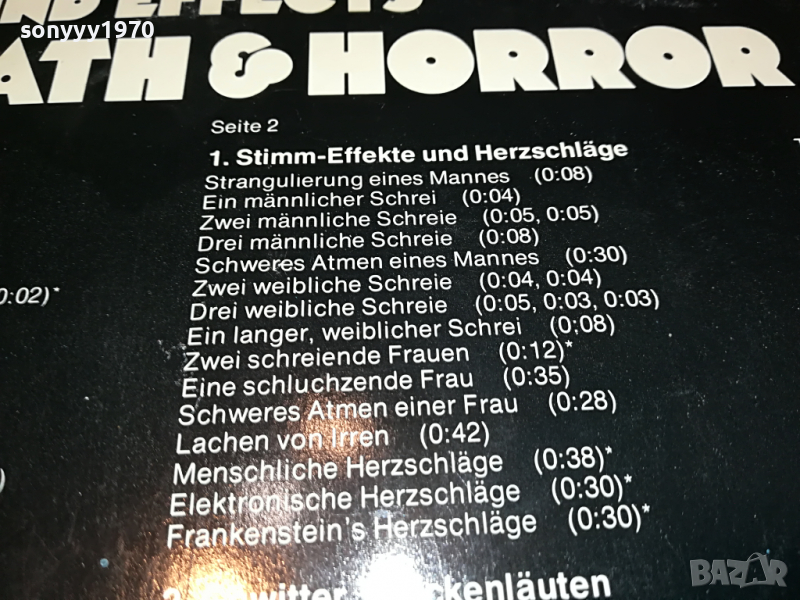 sonyyy1970
ND EFFECTS
ATH & HORROR
Seite 2
1. Stimm-Effekte und Herzschläge
Strangulierung eines Mannes (0:08)
Ein männlicher Schrei (0:04)
Zwei männliche Schreie (0:05, 0:05)
Drei männliche Schreie (0:08)
Schweres Atmen eines Mannes (0:30)
Zwei weibliche Schreie (0:04, 0:04)
0:02)*
Drei weibliche Schreie (0:05, 0:03, 0:03)
Ein langer, weiblicher Schrei (0:08)
Zwei schreiende Frauen (0:12)*
Eine schluchzende Frau (0:35)
Schweres Atmen einer Frau (0:28)
Lachen von Irren (0:42)
Menschliche Herzschläge (0:38)*
Elektronische Herzschläge (0:30)*
Frankenstein's Herzschläge (0:30)*
ckenläuten
BAZAR